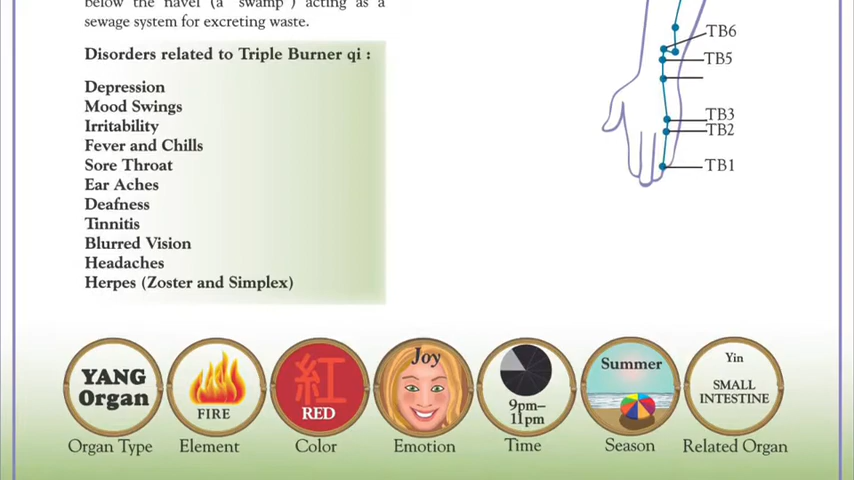 below the navel (a "swamp") acting as a
sewage system for excreting waste.
Disorders related to Triple Burner qi :
Depression
Mood Swings
Irritability
Fever and Chills
Sore Throat
Ear Aches
Deafness
Tinnitis
Blurred Vision
Headaches
Herpes (Zoster and Simplex)
TB6
TB5
TB3
TB2
TB1
YANG
Organ
Organ Type
FIRE
Element
紅
RED
Color
Joy
Emotion
9pm–
11pm
Time
Summer
Season
Yin
SMALL
INTESTINE
Related Organ